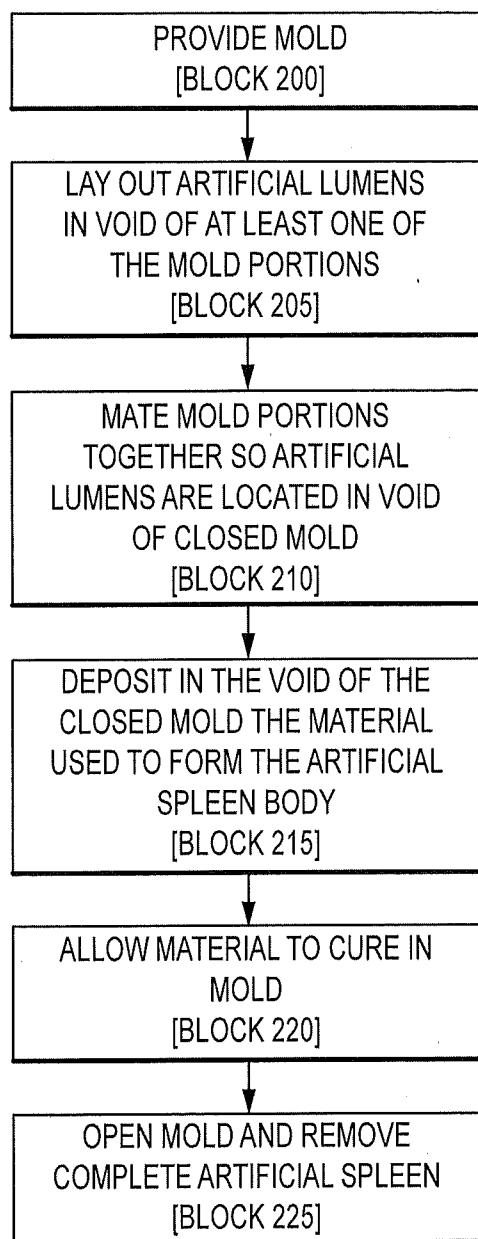 PROVIDE MOLD
[BLOCK 200]
LAY OUT ARTIFICIAL LUMENS
IN VOID OF AT LEAST ONE OF
THE MOLD PORTIONS
[BLOCK 205]
MATE MOLD PORTIONS
TOGETHER SO ARTIFICIAL
LUMENS ARE LOCATED IN VOID
OF CLOSED MOLD
[BLOCK 210]
DEPOSIT IN THE VOID OF THE
CLOSED MOLD THE MATERIAL
USED TO FORM THE ARTIFICIAL
SPLEEN BODY
[BLOCK 215]
ALLOW MATERIAL TO CURE IN
MOLD
[BLOCK 220]
OPEN MOLD AND REMOVE
COMPLETE ARTIFICIAL SPLEEN
[BLOCK 225]